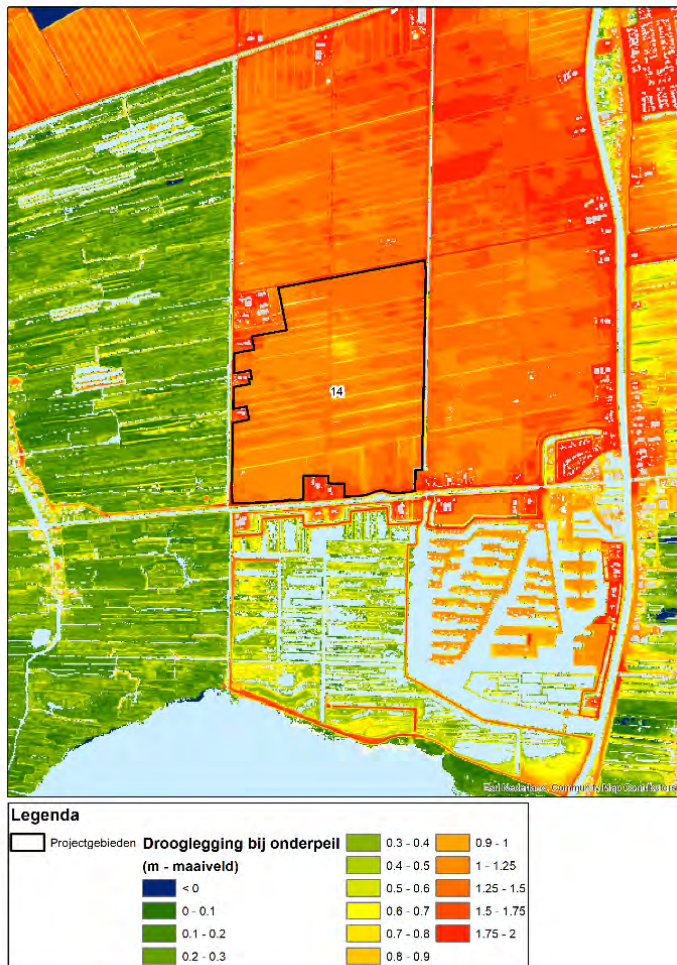 14
Esri Nederland, Community Map Contributors
Legenda
Projectgebieden
Drooglegging bij onderpeil
(m - maaiveld)
< 0
0 - 0.1
0.1 - 0.2
0.2 - 0.3
0.3 - 0.4
0.4 - 0.5
0.5 - 0.6
0.6 - 0.7
0.7 - 0.8
0.8 - 0.9
0.9 - 1
1 - 1.25
1.25 - 1.5
1.5 - 1.75
1.75 - 2